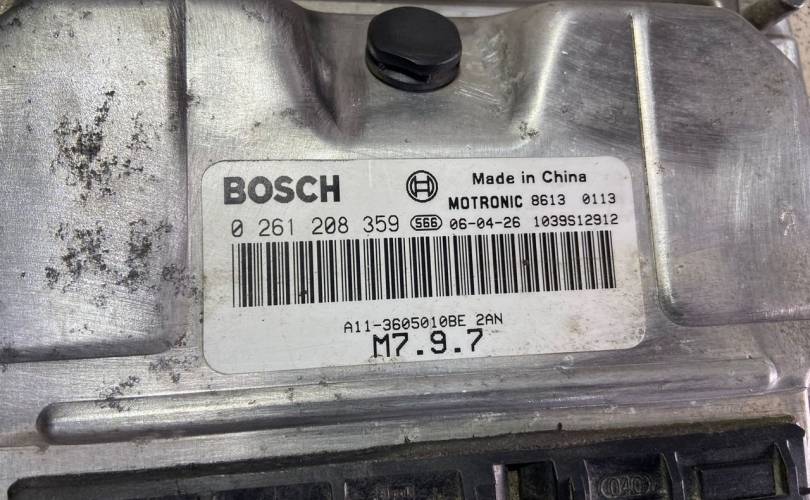 BOSCH
Made in China
MOTRONIC 8613 0113
0 261 208 359 S66 06-04-26 1039S12912
A11-3605010BE 2AN
M7.9.7
040